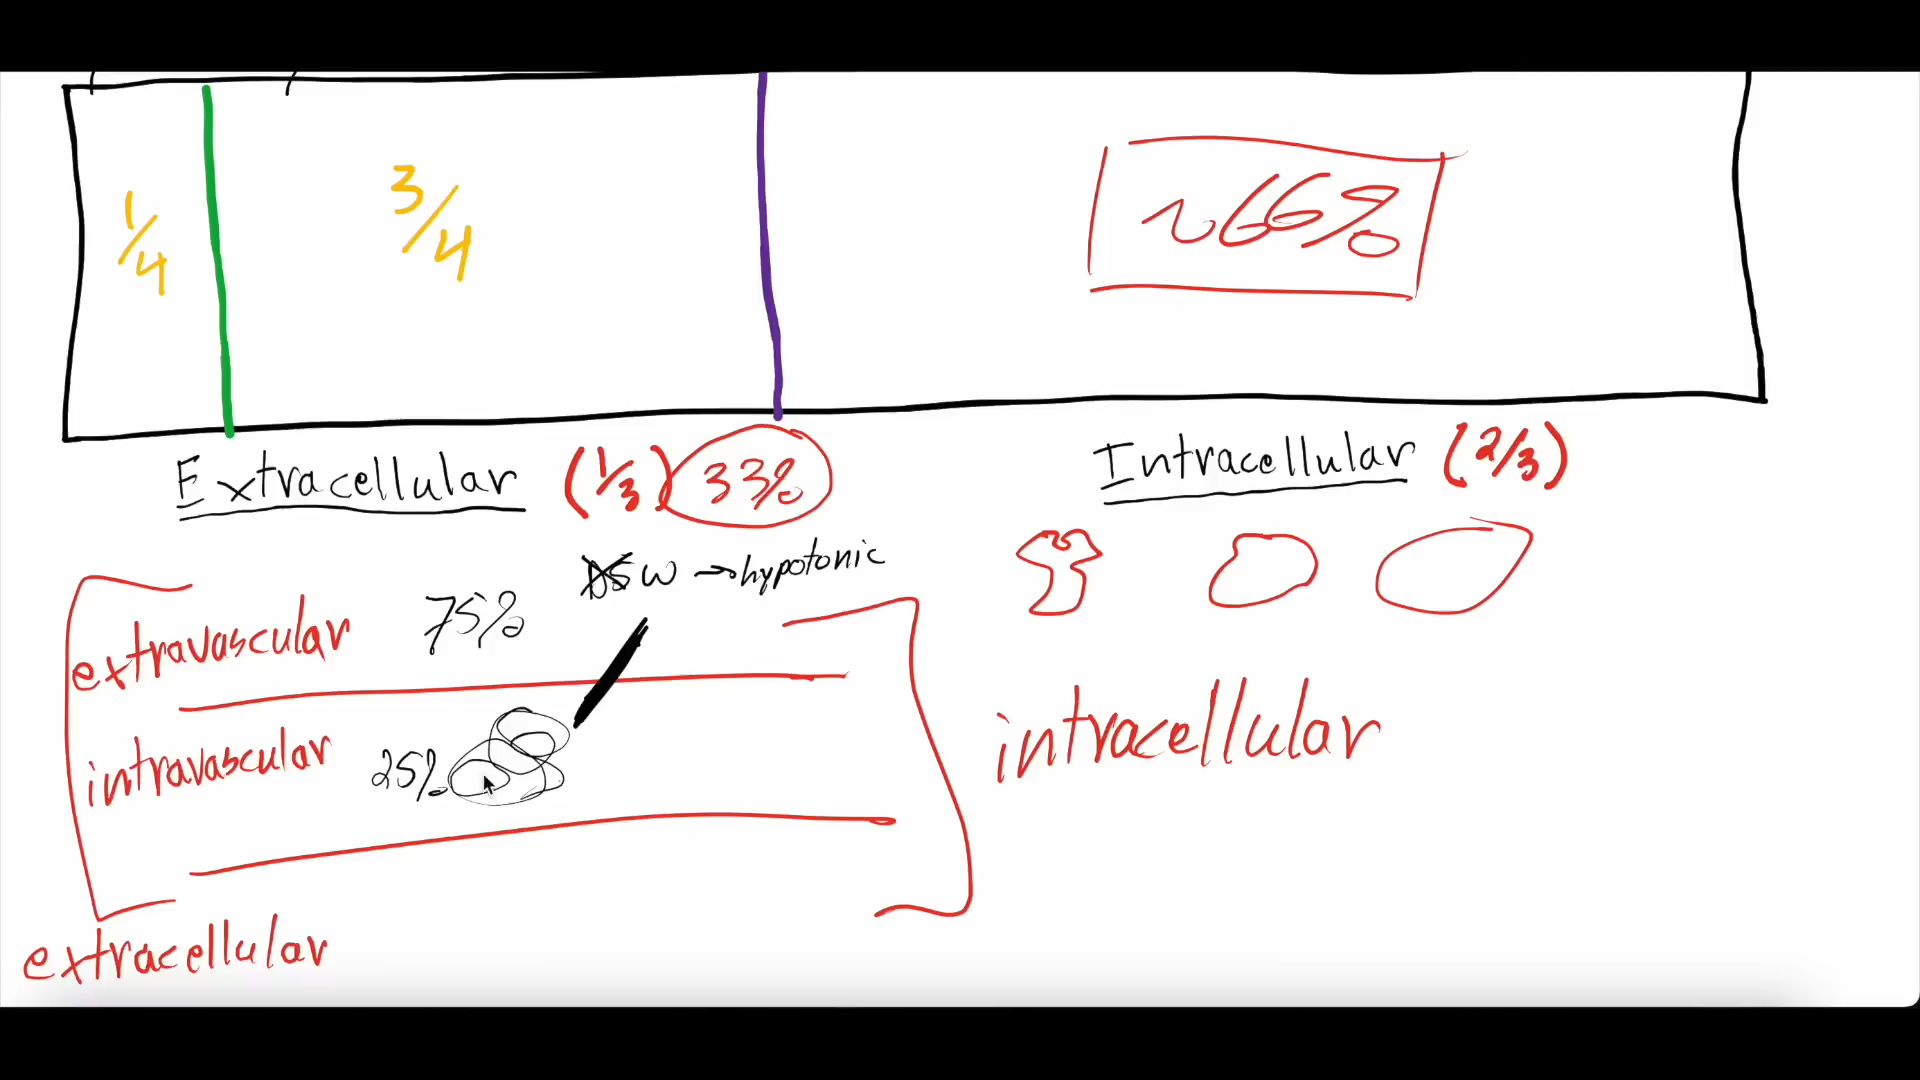 1/4
3/4
~66%
Extracellular (1/3) 33%
Intracellular (2/3)
D5W → hypotonic
extravascular 75%
intravascular 25%
intracellular
extracellular